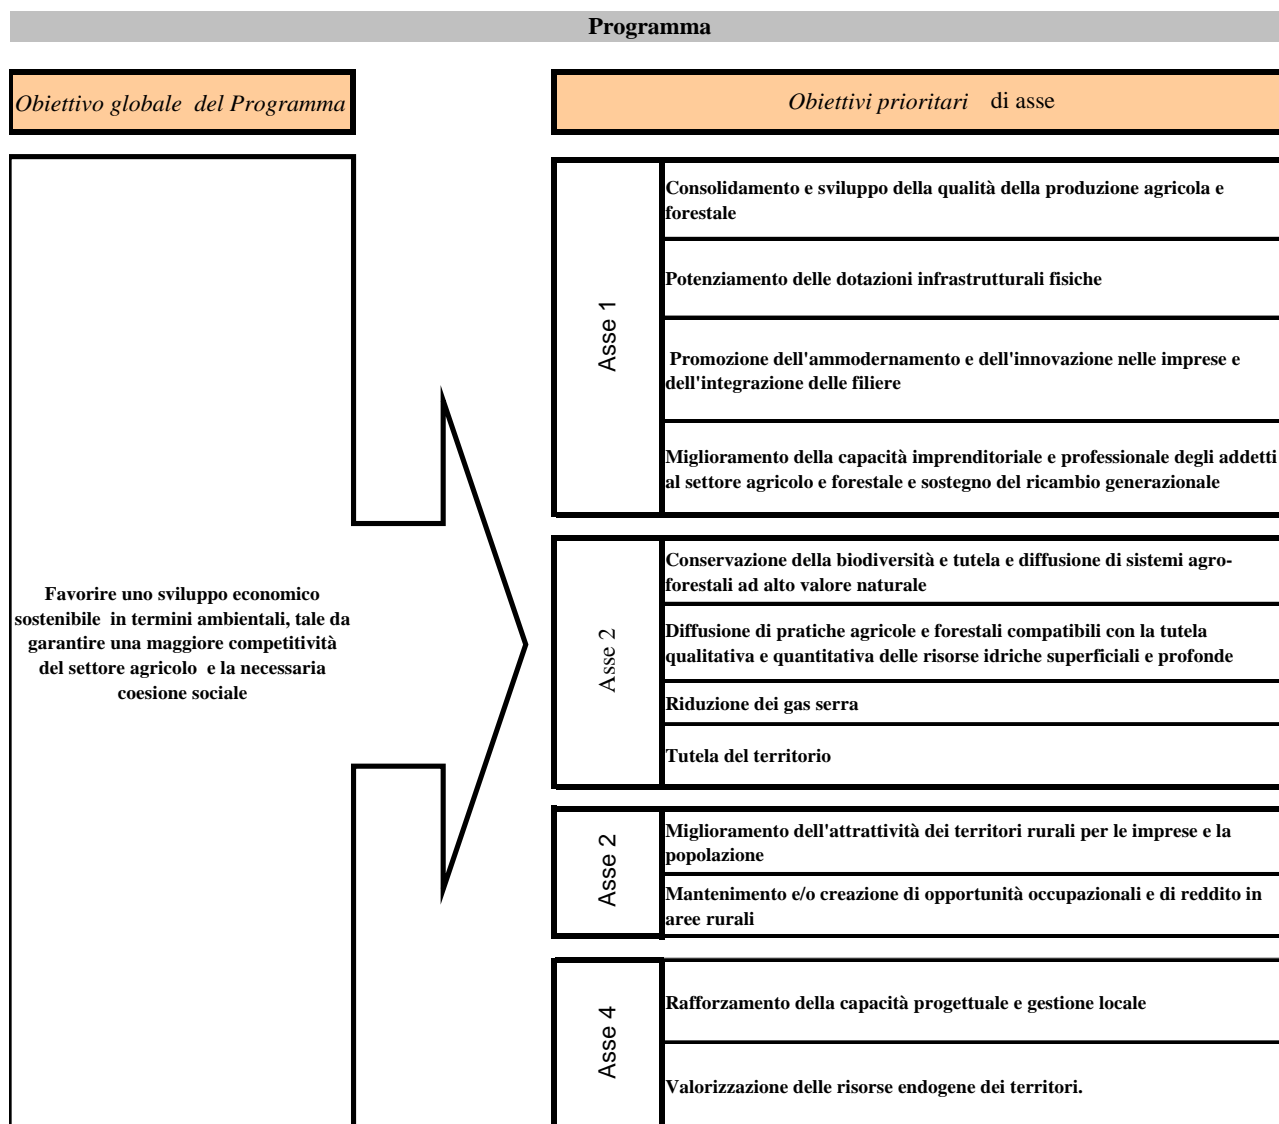 Programma
Obiettivo globale del Programma
Obiettivi prioritari di asse
Favorire uno sviluppo economico
sostenibile in termini ambientali, tale da
garantire una maggiore competitività
del settore agricolo e la necessaria
coesione sociale
Asse 1
Consolidamento e sviluppo della qualità della produzione agricola e
forestale
Potenziamento delle dotazioni infrastrutturali fisiche
Promozione dell'ammodernamento e dell'innovazione nelle imprese e
dell'integrazione delle filiere
Miglioramento della capacità imprenditoriale e professionale degli addetti
al settore agricolo e forestale e sostegno del ricambio generazionale
Asse 2
Conservazione della biodiversità e tutela e diffusione di sistemi agro-
forestali ad alto valore naturale
Diffusione di pratiche agricole e forestali compatibili con la tutela
qualitativa e quantitativa delle risorse idriche superficiali e profonde
Riduzione dei gas serra
Tutela del territorio
Asse 2
Miglioramento dell'attrattività dei territori rurali per le imprese e la
popolazione
Mantenimento e/o creazione di opportunità occupazionali e di reddito in
aree rurali
Asse 4
Rafforzamento della capacità progettuale e gestione locale
Valorizzazione delle risorse endogene dei territori.